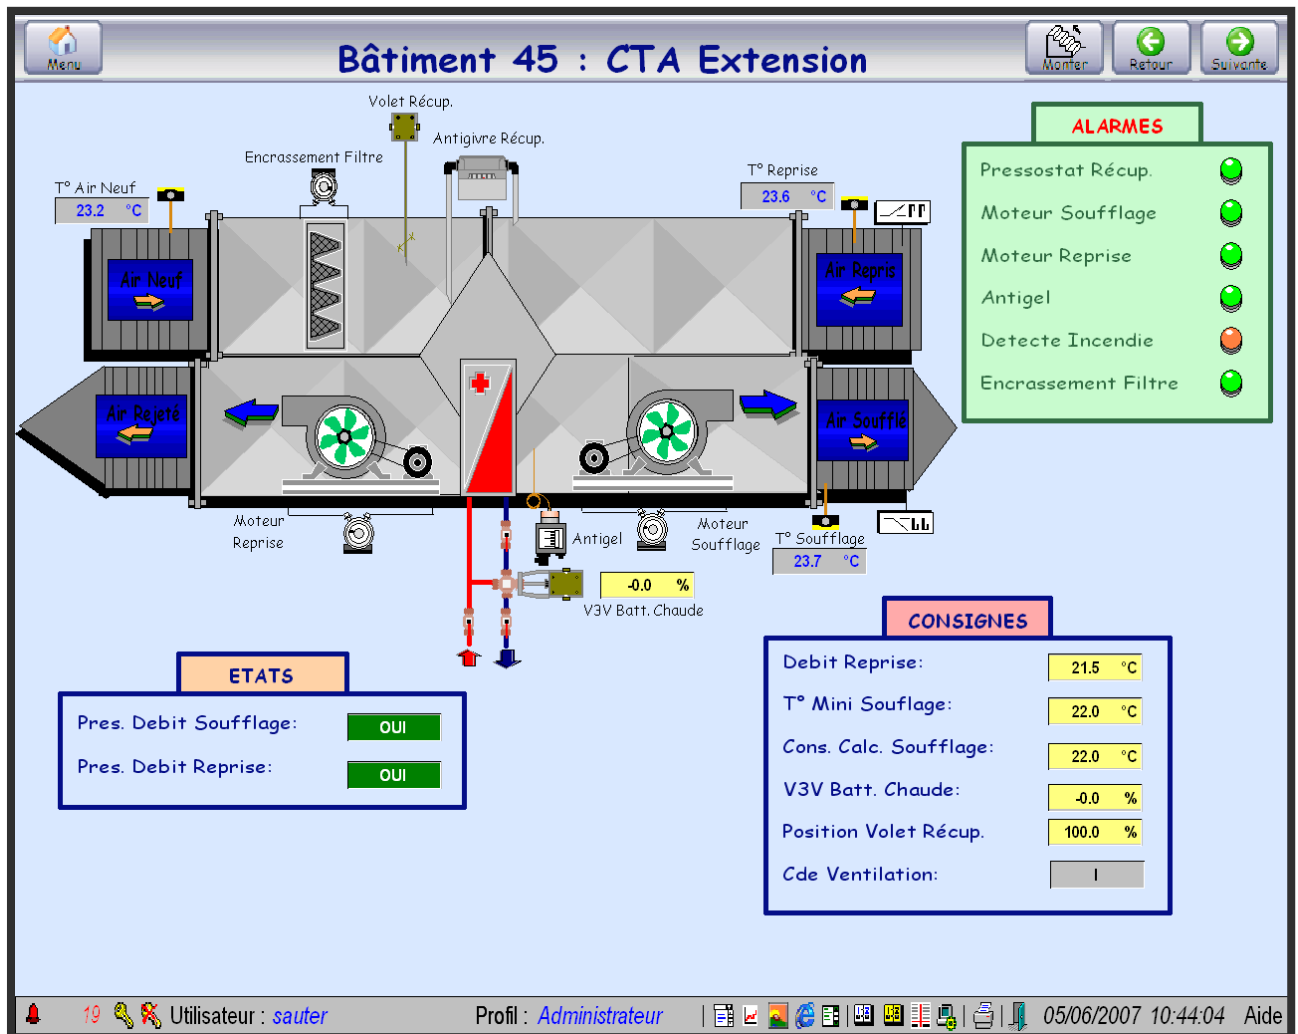 Menu
Bâtiment 45 : CTA Extension
Monter
Retour
Suivante
Volet Récup.
Antigivre Récup.
Encrassement Filtre
T° Air Neuf
23.2 °C
T° Reprise
23.6 °C
Air Neuf
Air Repris
Air Rejeté
Air Soufflé
Moteur
Reprise
Antigel
Moteur
Soufflage
T° Soufflage
23.7 °C
-0.0 %
V3V Batt. Chaude
ALARMES
Pressostat Récup.
Moteur Soufflage
Moteur Reprise
Antigel
Detecte Incendie
Encrassement Filtre
ETATS
Pres. Debit Soufflage: OUI
Pres. Debit Reprise: OUI
CONSIGNES
Debit Reprise: 21.5 °C
T° Mini Souflage: 22.0 °C
Cons. Calc. Soufflage: 22.0 °C
V3V Batt. Chaude: -0.0 %
Position Volet Récup. 100.0 %
Cde Ventilation: I
19 Utilisateur : sauter Profil : Administrateur 05/06/2007 10:44:04 Aide